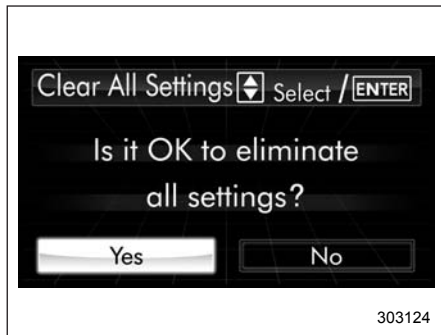 Clear All Settings Select / ENTER
Is it OK to eliminate
all settings?
Yes No
303124